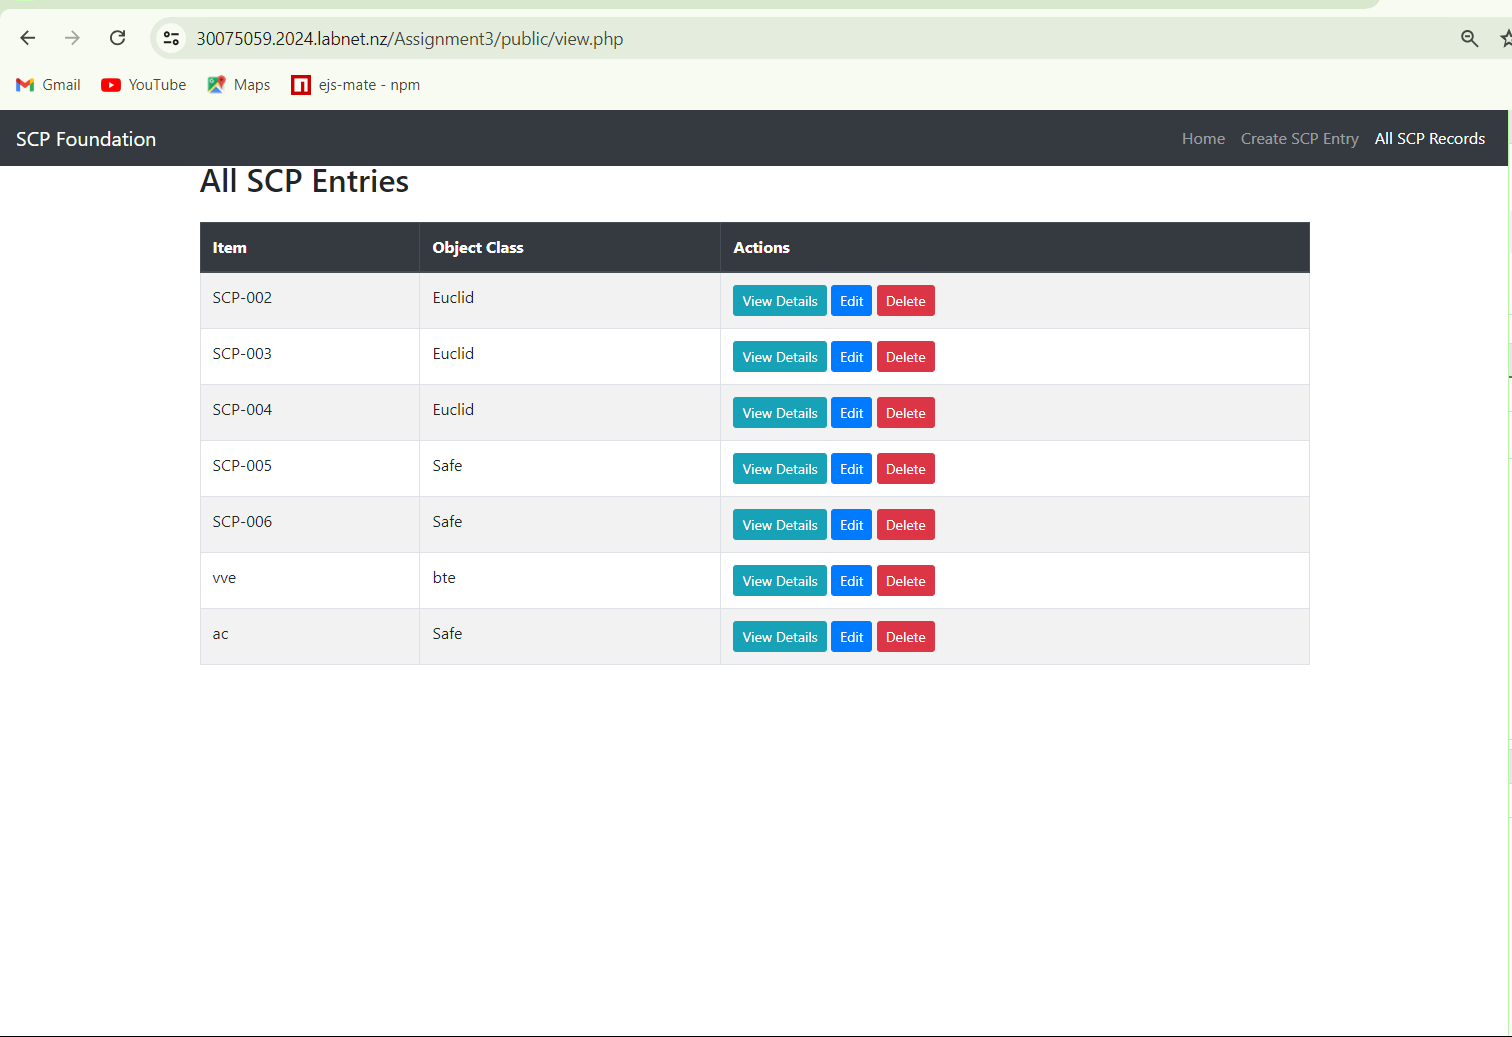 30075059.2024.labnet.nz/Assignment3/public/view.php
Gmail YouTube Maps ejs-mate - npm
SCP Foundation Home Create SCP Entry All SCP Records
All SCP Entries
Item Object Class Actions
SCP-002 Euclid View Details Edit Delete
SCP-003 Euclid View Details Edit Delete
SCP-004 Euclid View Details Edit Delete
SCP-005 Safe View Details Edit Delete
SCP-006 Safe View Details Edit Delete
vve bte View Details Edit Delete
ac Safe View Details Edit Delete